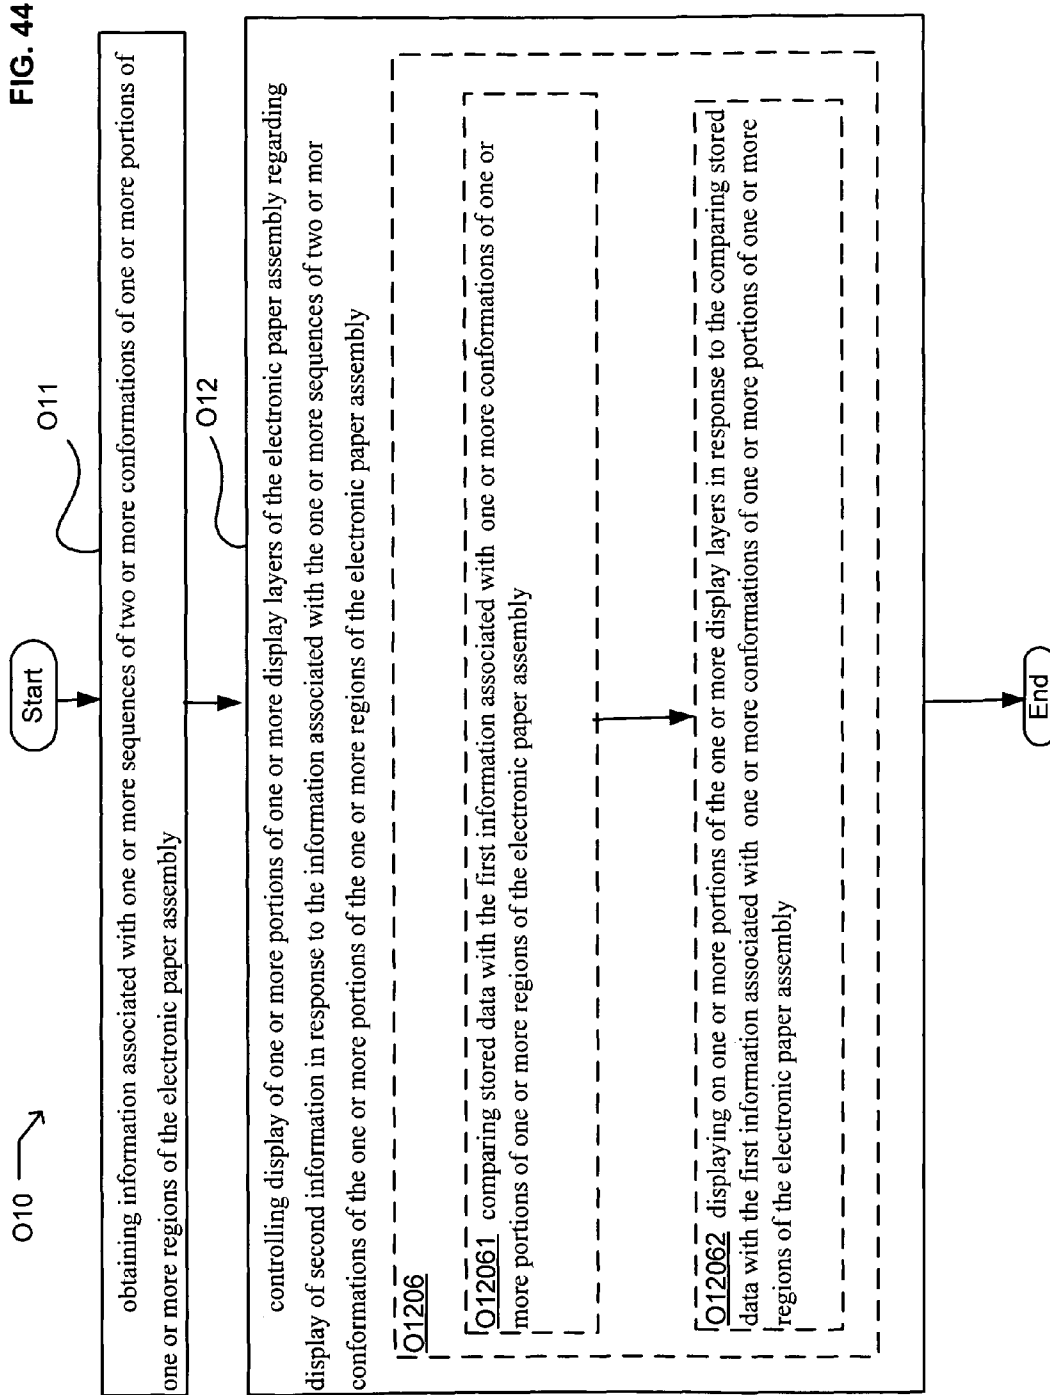 FIG. 44
O10
Start
O11
obtaining information associated with one or more sequences of two or more conformations of one or more portions of
one or more regions of the electronic paper assembly
O12
controlling display of one or more portions of one or more display layers of the electronic paper assembly regarding
display of second information in response to the information associated with the one or more sequences of two or mor
conformations of the one or more portions of the one or more regions of the electronic paper assembly
O1206
O12061 comparing stored data with the first information associated with one or more conformations of one or
more portions of one or more regions of the electronic paper assembly
O12062 displaying on one or more portions of the one or more display layers in response to the comparing stored
data with the first information associated with one or more conformations of one or more portions of one or more
regions of the electronic paper assembly
End